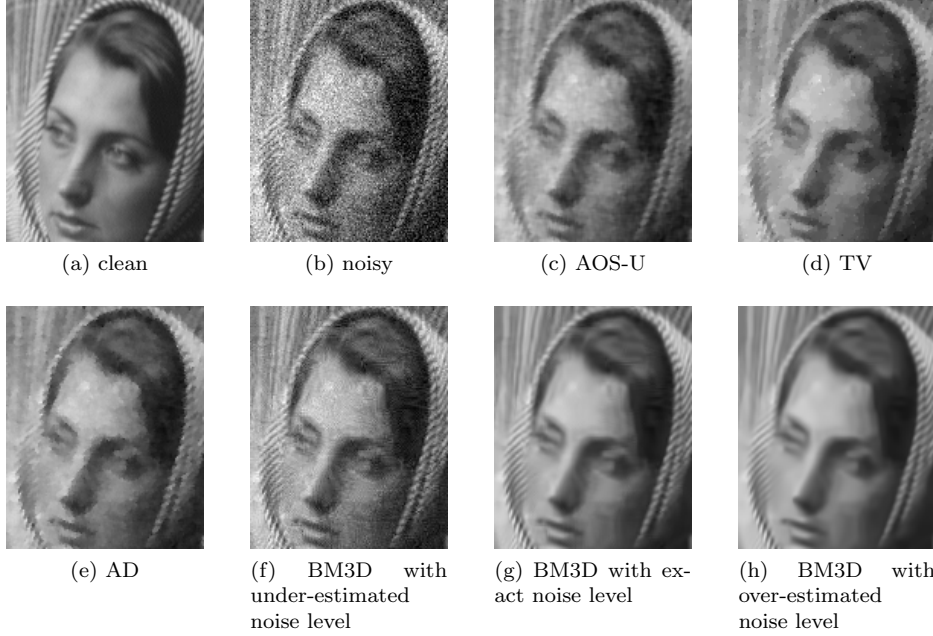 (a) clean
(b) noisy
(c) AOS-U
(d) TV
(e) AD
(f) BM3D with
under-estimated
noise level
(g) BM3D with ex-
act noise level
(h) BM3D with
over-estimated
noise level